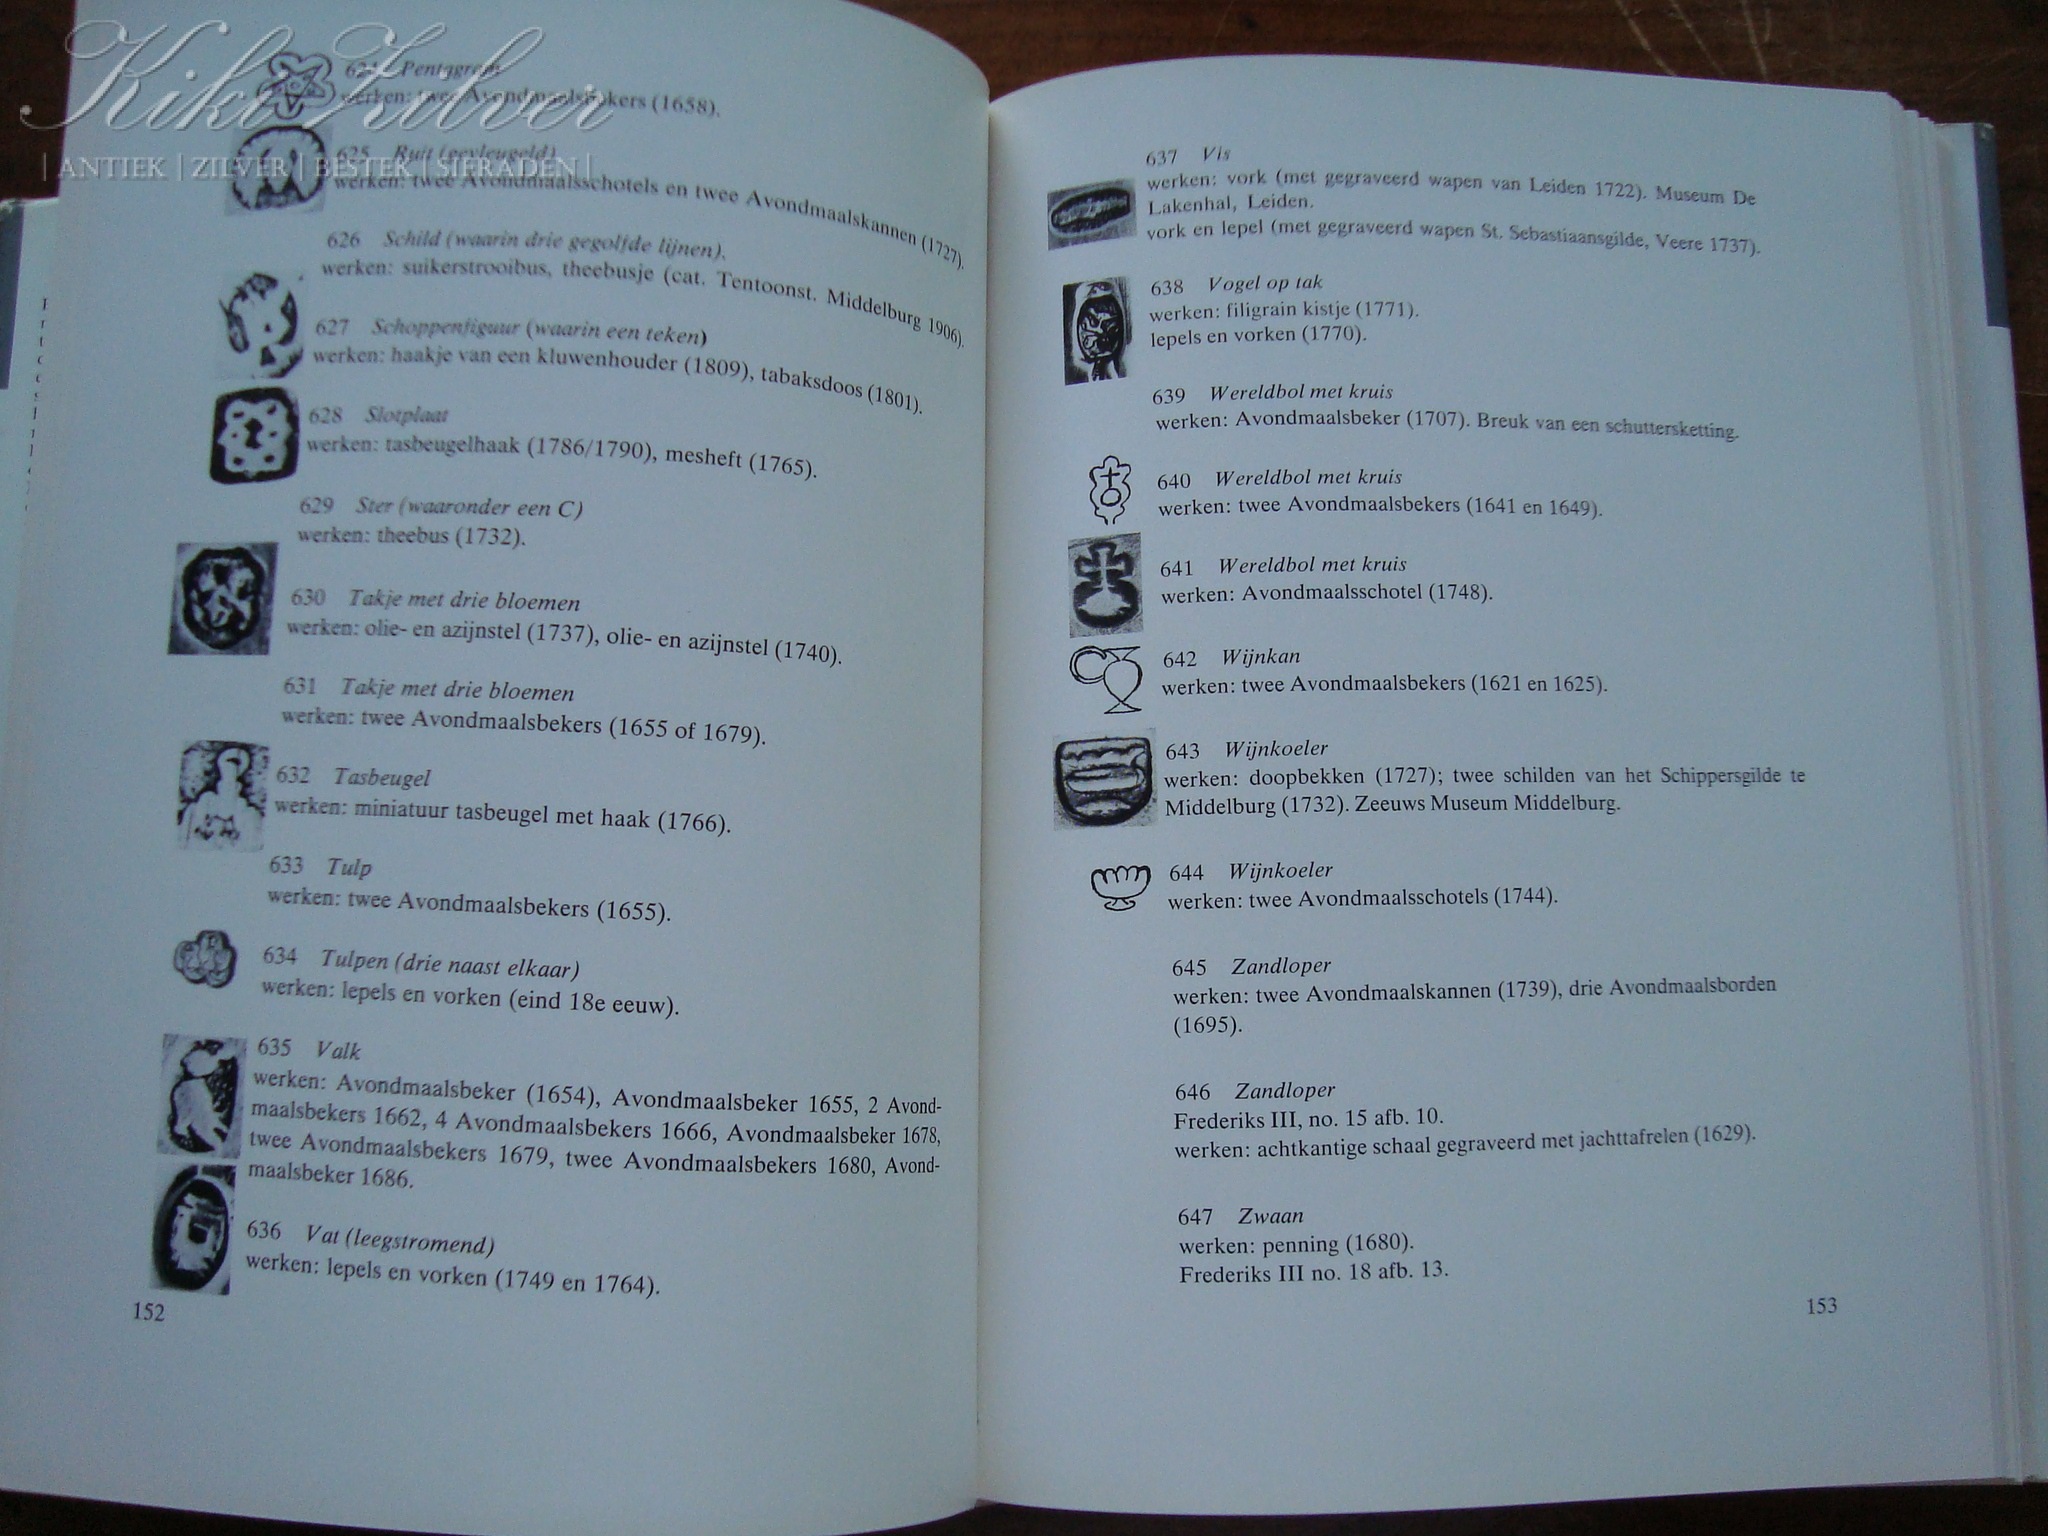 Kiki Zilver
| ANTIEK | ZILVER | BESTEK | SIERADEN |
624 Pentagram
werken: twee Avondmaalsbekers (1658).
625 Ruit (gevleugeld)
werken: twee Avondmaalsschotels en twee Avondmaalskannen (1727).
626 Schild (waarin drie gegolfde lijnen).
werken: suikerstrooibus, theebusje (cat. Tentoonst. Middelburg 1906).
627 Schoppenfiguur (waarin een teken)
werken: haakje van een kluwenhouder (1809), tabaksdoos (1801).
628 Slotplaat
werken: tasbeugelhaak (1786/1790), mesheft (1765).
629 Ster (waaronder een C)
werken: theebus (1732).
630 Takje met drie bloemen
werken: olie- en azijnstel (1737), olie- en azijnstel (1740).
631 Takje met drie bloemen
werken: twee Avondmaalsbekers (1655 of 1679).
632 Tasbeugel
werken: miniatuur tasbeugel met haak (1766).
633 Tulp
werken: twee Avondmaalsbekers (1655).
634 Tulpen (drie naast elkaar)
werken: lepels en vorken (eind 18e eeuw).
635 Valk
werken: Avondmaalsbeker (1654), Avondmaalsbeker 1655, 2 Avond-
maalsbekers 1662, 4 Avondmaalsbekers 1666, Avondmaalsbeker 1678,
twee Avondmaalsbekers 1679, twee Avondmaalsbekers 1680, Avond-
maalsbeker 1686.
636 Vat (leegstromend)
werken: lepels en vorken (1749 en 1764).
152
637 Vis
werken: vork (met gegraveerd wapen van Leiden 1722). Museum De
Lakenhal, Leiden.
vork en lepel (met gegraveerd wapen St. Sebastiaansgilde, Veere 1737).
638 Vogel op tak
werken: filigrain kistje (1771).
lepels en vorken (1770).
639 Wereldbol met kruis
werken: Avondmaalsbeker (1707). Breuk van een schuttersketting.
640 Wereldbol met kruis
werken: twee Avondmaalsbekers (1641 en 1649).
641 Wereldbol met kruis
werken: Avondmaalsschotel (1748).
642 Wijnkan
werken: twee Avondmaalsbekers (1621 en 1625).
643 Wijnkoeler
werken: doopbekken (1727); twee schilden van het Schippersgilde te
Middelburg (1732). Zeeuws Museum Middelburg.
644 Wijnkoeler
werken: twee Avondmaalsschotels (1744).
645 Zandloper
werken: twee Avondmaalskannen (1739), drie Avondmaalsborden
(1695).
646 Zandloper
Frederiks III, no. 15 afb. 10.
werken: achtkantige schaal gegraveerd met jachttafrelen (1629).
647 Zwaan
werken: penning (1680).
Frederiks III no. 18 afb. 13.
153